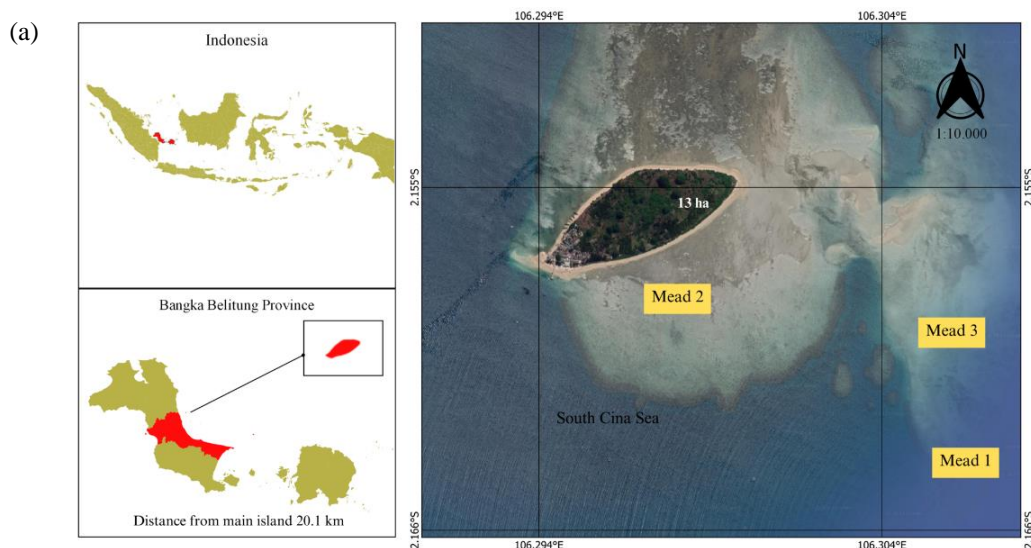 (a)
Indonesia
Bangka Belitung Province
Distance from main island 20.1 km
106.294°E
106.304°E
N
1:10.000
2.155°S
2.155°S
13 ha
Mead 2
Mead 3
South Cina Sea
Mead 1
2.166°S
2.166°S
106.294°E
106.304°E